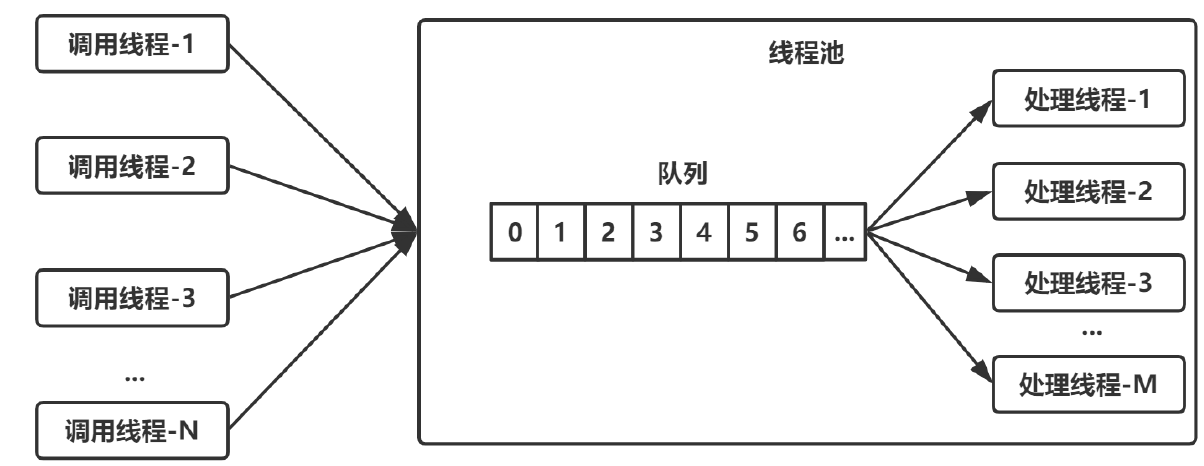 调用线程-1
调用线程-2
调用线程-3
...
调用线程-N
线程池
队列
0 1 2 3 4 5 6 ...
处理线程-1
处理线程-2
处理线程-3
...
处理线程-M